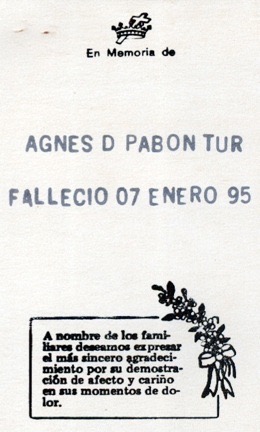 En Memoria de
AGNES D PABON TUR
FALLECIO 07 ENERO 95
A nombre de los fami-
liares deseamos expresar
el más sincero agradeci-
miento por su demostra-
ción de afecto y cariño
en sus momentos de do-
lor.